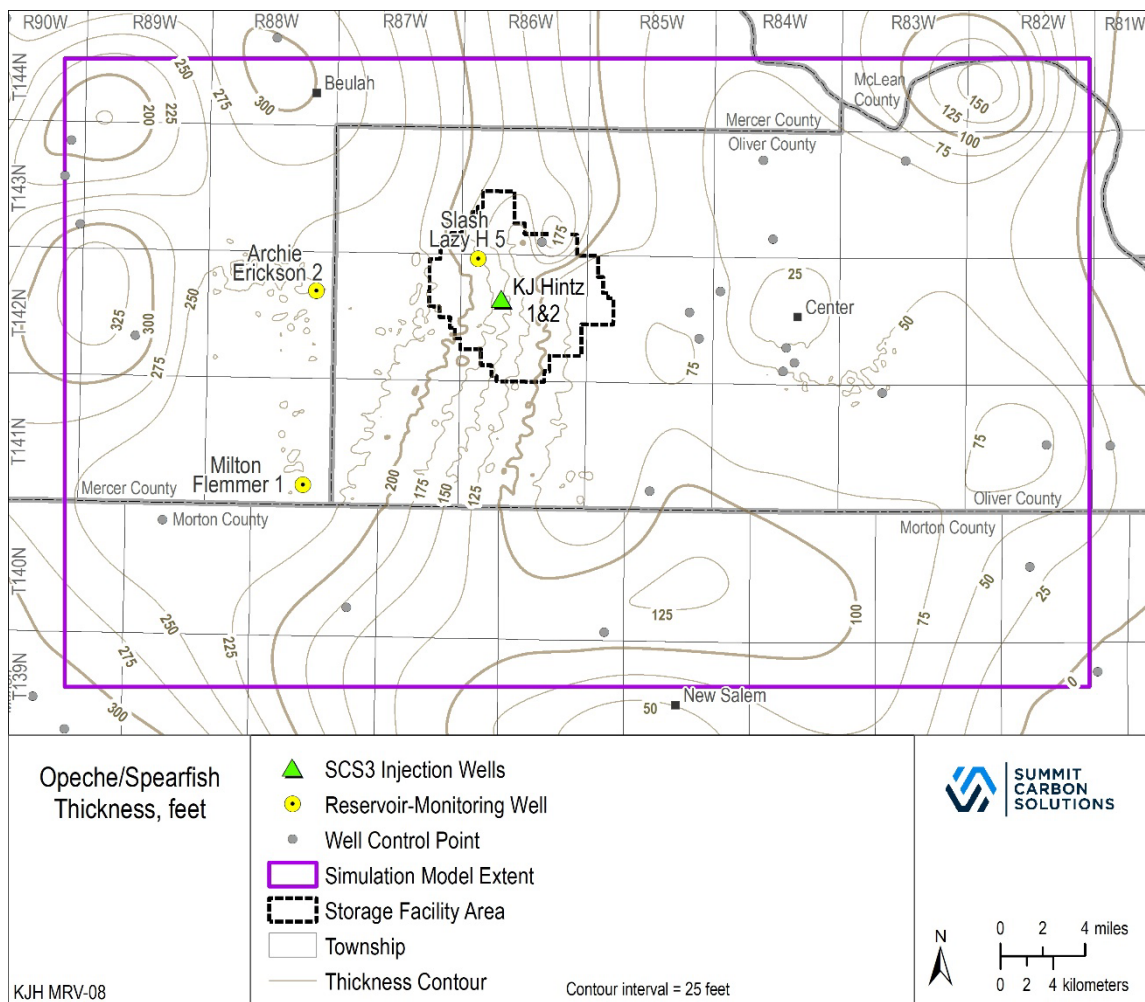 R90W R89W R88W R87W R86W R85W R84W R83W R82W R81W
T144N
T143N
T142N
T141N
T140N
T139N
250
275
300
Beulah
200
225
McLean
County
150
125
100
75
Mercer County
Oliver County
Slash
Lazy H 5
175
Archie
Erickson 2
250
KJ Hintz
1&2
25
Center
50
325
300
275
75
75
Milton
Flemmer 1
200
175
150
125
Mercer County
Morton County
Oliver County
Morton County
125
100
75
50
25
250
225
275
300
0
50
New Salem
Opeche/Spearfish
Thickness, feet
KJH MRV-08
SCS3 Injection Wells
Reservoir-Monitoring Well
Well Control Point
Simulation Model Extent
Storage Facility Area
Township
Thickness Contour
Contour interval = 25 feet
SUMMIT
CARBON
SOLUTIONS
N
0 2 4 miles
0 2 4 kilometers